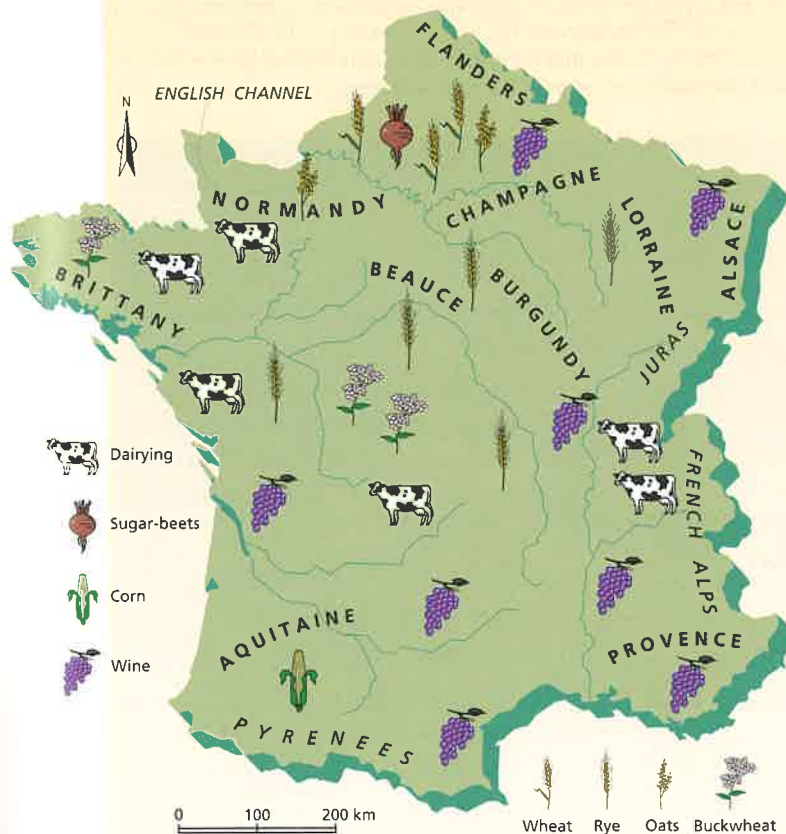 FLANDERS
ENGLISH CHANNEL
N
NORMANDY
CHAMPAGNE
LORRAINE
ALSACE
BRITTANY
BEAUCE
BURGUNDY
JURAS
Dairying
FRENCH ALPS
Sugar-beets
Corn
Wine
AQUITAINE
PROVENCE
PYRENEES
0 100 200 km
Wheat Rye Oats Buckwheat